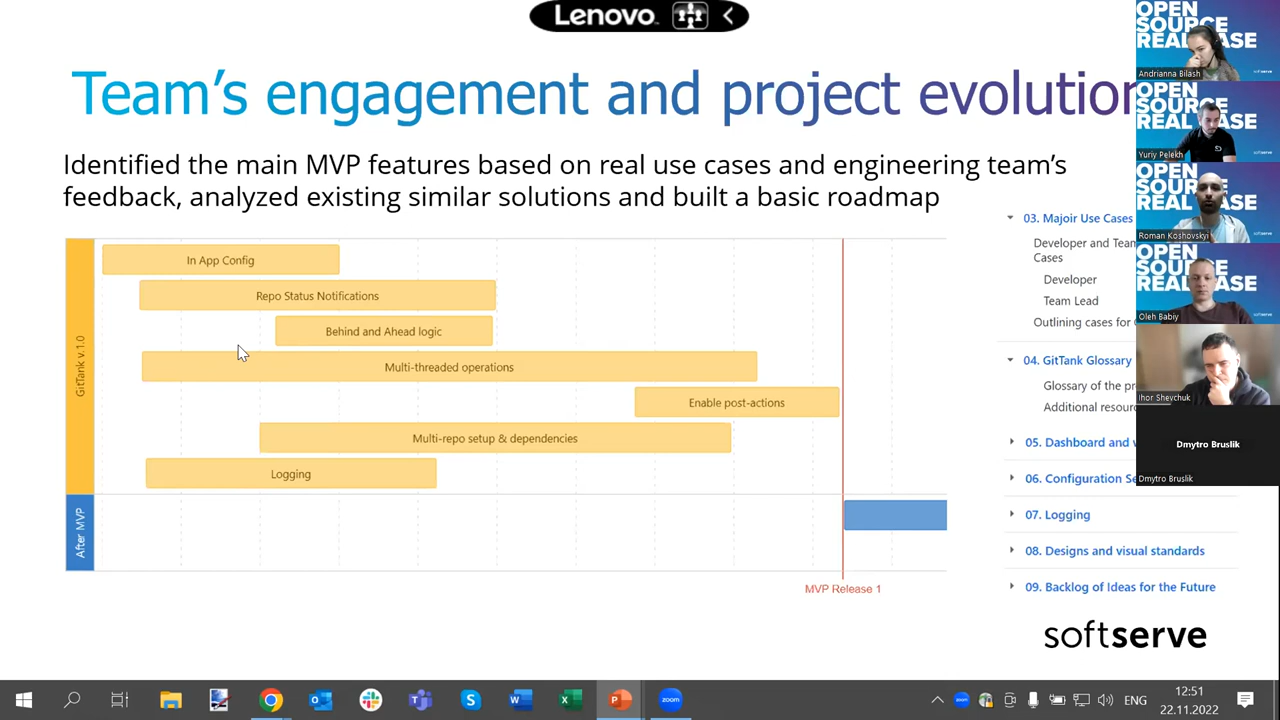 Lenovo
Team's engagement and project evolution
Identified the main MVP features based on real use cases and engineering team's
feedback, analyzed existing similar solutions and built a basic roadmap
GitTank v.1.0
In App Config
Repo Status Notifications
Behind and Ahead logic
Multi-threaded operations
Enable post-actions
Multi-repo setup & dependencies
Logging
After MVP
MVP Release 1
03. Majoir Use Cases
Developer and Team
Cases
Developer
Team Lead
Outlining cases for
04. GitTank Glossary
Glossary of the
Additional
05. Dashboard and
06. Configuration
07. Logging
08. Designs and visual standards
09. Backlog of Ideas for the Future
softserve
OPEN
SOURCE
REAL CASE
Andrianna Bilash
OPEN
SOURCE
REAL CASE
Yuriy Pelekh
OPEN
SOURCE
REAL CASE
Roman Koshovskyi
OPEN
SOURCE
REAL CASE
Oleh Babiy
Ihor Shevchuk
Dmytro Bruslik
Dmytro Bruslik
ENG
12:51
22.11.2022